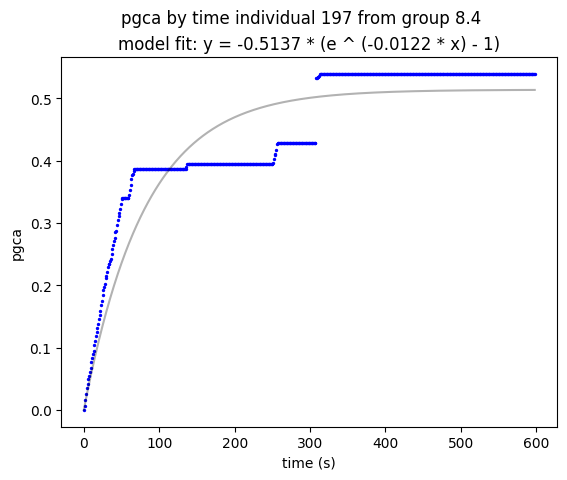 pgca by time individual 197 from group 8.4
model fit: y = -0.5137 * (e ^ (-0.0122 * x) - 1)
0.5
0.4
0.3
0.2
0.1
0.0
pgca
0 100 200 300 400 500 600
time (s)